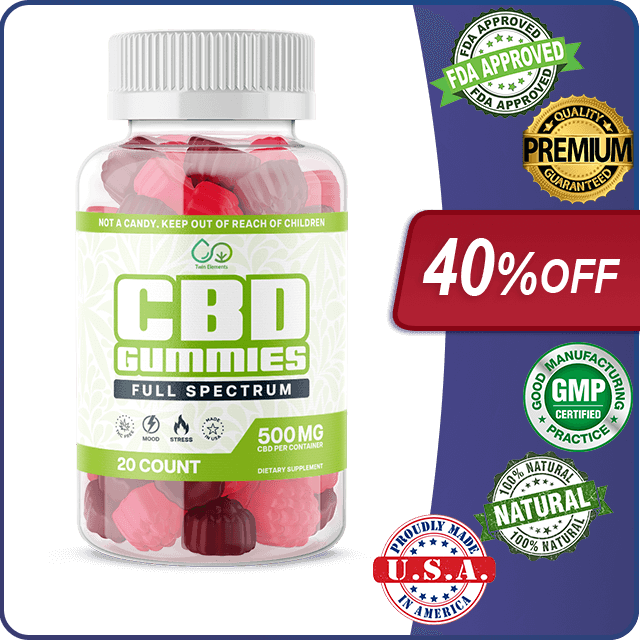 NOT A CANDY. KEEP OUT OF REACH OF CHILDREN
Twin Elements
CBD
GUMMIES
FULL SPECTRUM
THC FREE
MOOD
STRESS
MADE
IN USA
500 MG
CBD PER CONTAINER
20 COUNT
DIETARY SUPPLEMENT
FDA APPROVED
FDA APPROVED
FDA APPROVED
QUALITY
PREMIUM
GUARANTEED
40%OFF
GOOD MANUFACTURING
GMP
CERTIFIED
PRACTICE
100% NATURAL
NATURAL
100% NATURAL
PROUDLY MADE
U.S.A.
IN AMERICA